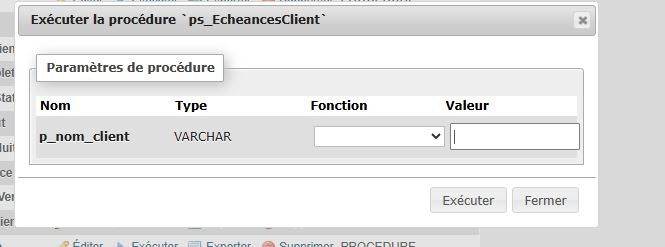 Exécuter la procédure `ps_EcheancesClient`
Paramètres de procédure
Nom Type Fonction Valeur
p_nom_client VARCHAR
Exécuter Fermer
Éditer Exécuter Exporter Supprimer PROCEDURE